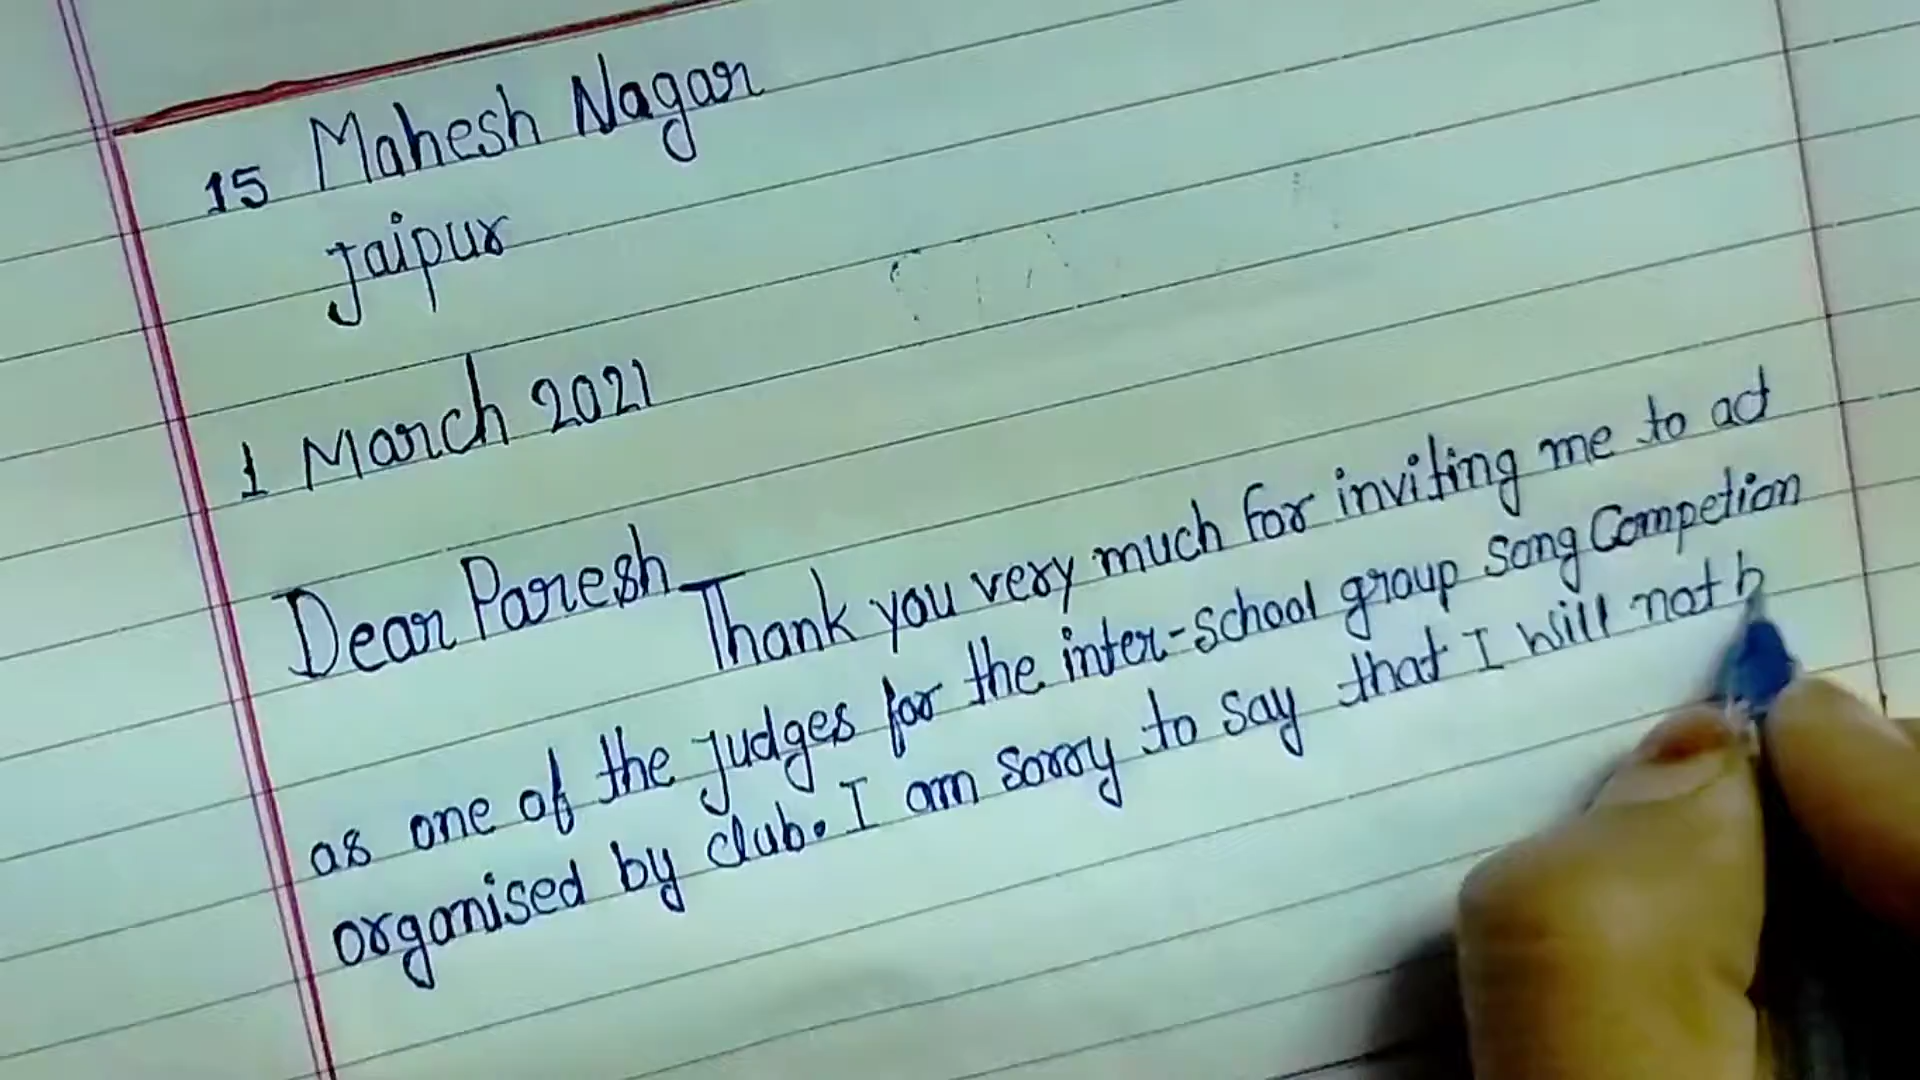 15 Mahesh Nagar
Jaipur
1 March 2021
Dear Paresh
Thank you very much for inviting me to act
as one of the judges for the inter-school group song Competion
organised by club. I am sorry to say that I will not b